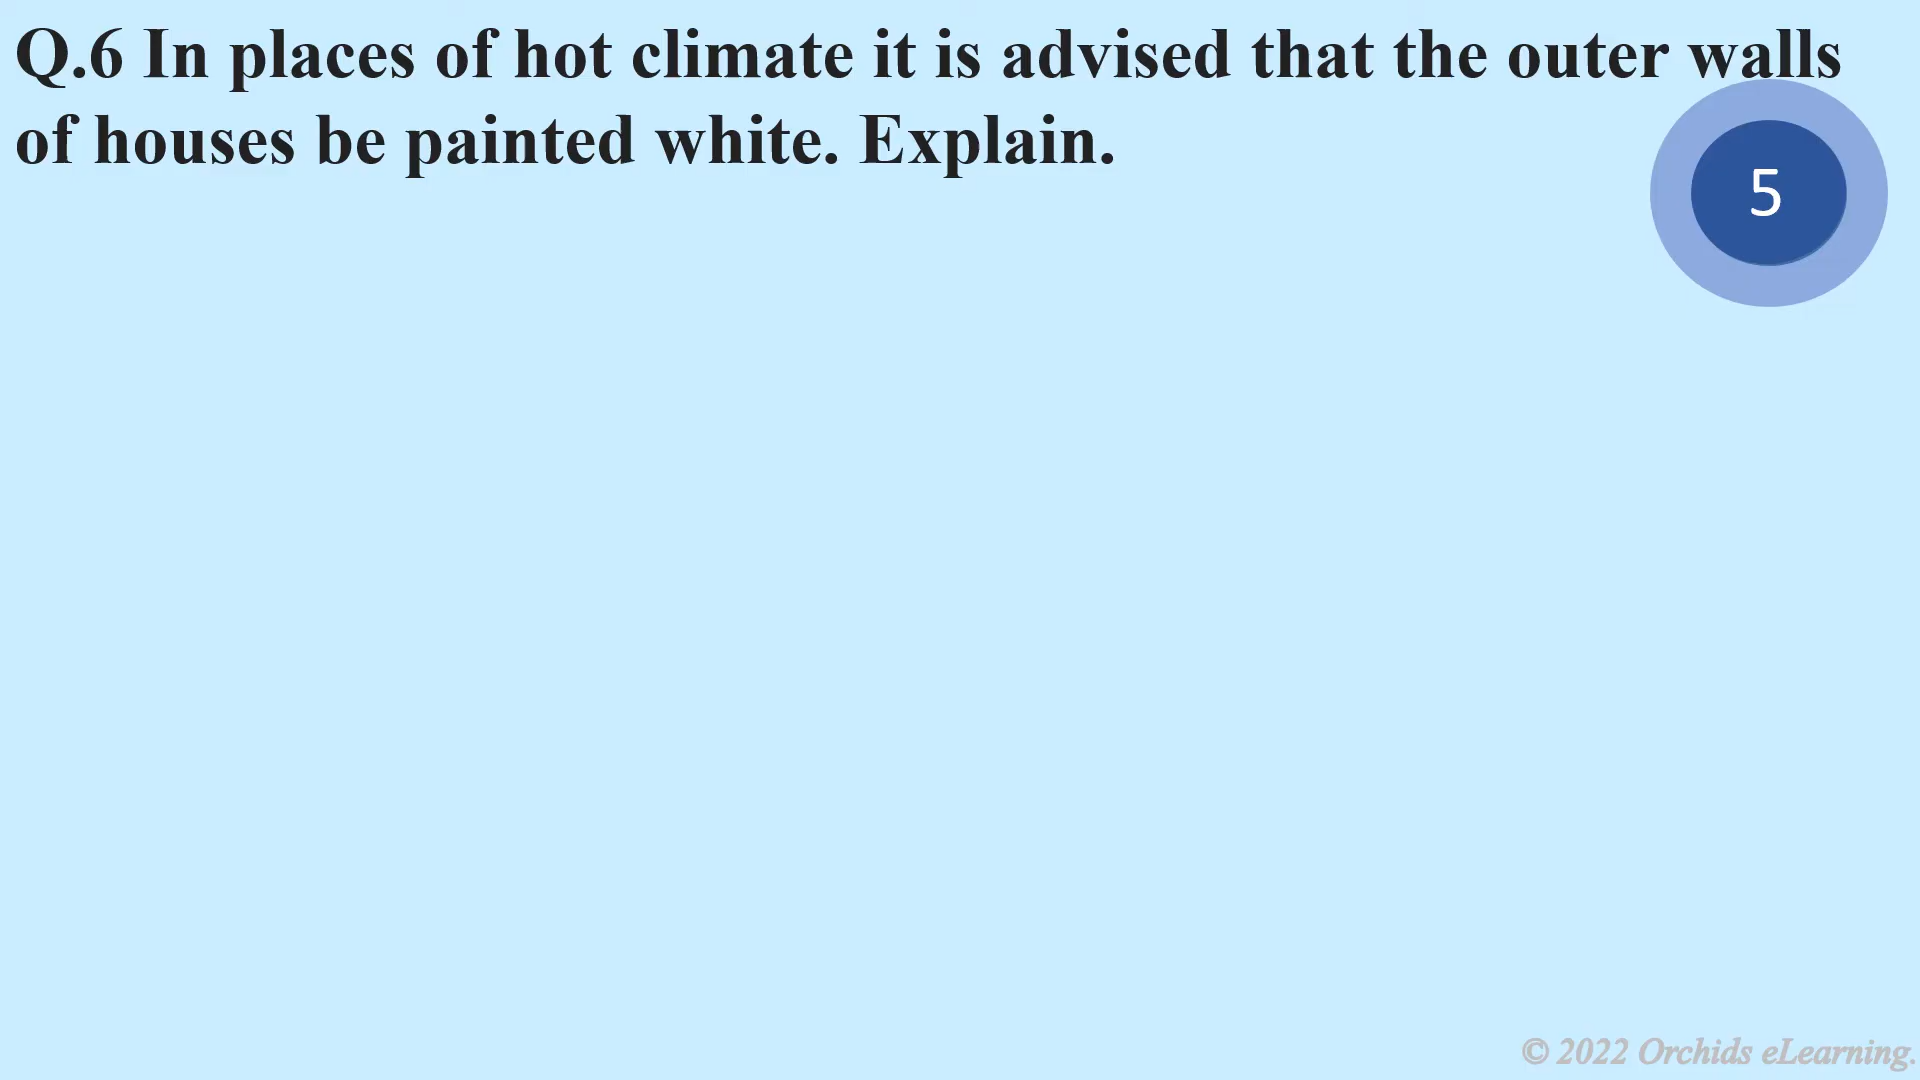 Q.6 In places of hot climate it is advised that the outer walls
of houses be painted white. Explain.
5
© 2022 Orchids eLearning.